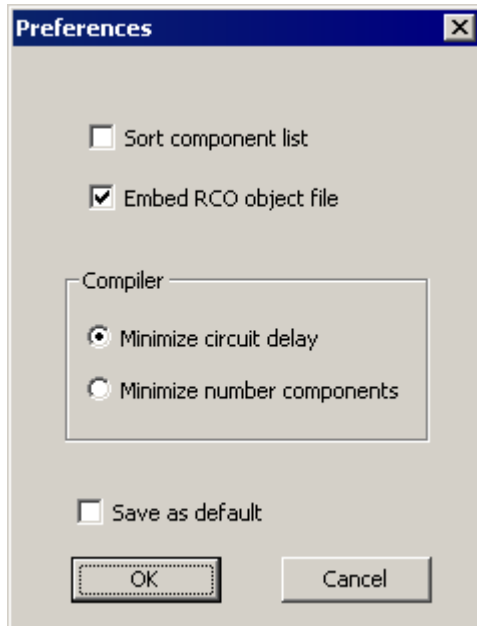 Preferences
Sort component list
Embed RCO object file
Compiler
Minimize circuit delay
Minimize number components
Save as default
OK
Cancel